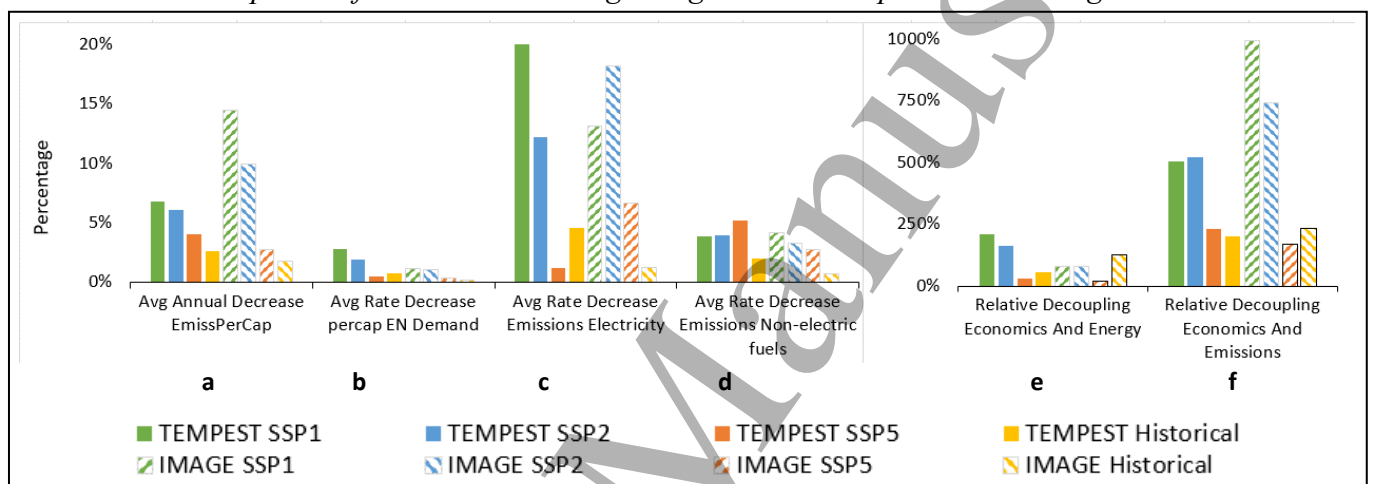 20%
15%
10%
5%
0%
Percentage
1000%
750%
500%
250%
0%
Avg Annual Decrease
EmissPerCap
Avg Rate Decrease
percap EN Demand
Avg Rate Decrease
Emissions Electricity
Avg Rate Decrease
Emissions Non-electric
fuels
Relative Decoupling
Economics And Energy
Relative Decoupling
Economics And
Emissions
a
b
c
d
e
f
TEMPEST SSP1
TEMPEST SSP2
TEMPEST SSP5
TEMPEST Historical
IMAGE SSP1
IMAGE SSP2
IMAGE SSP5
IMAGE Historical
Manus